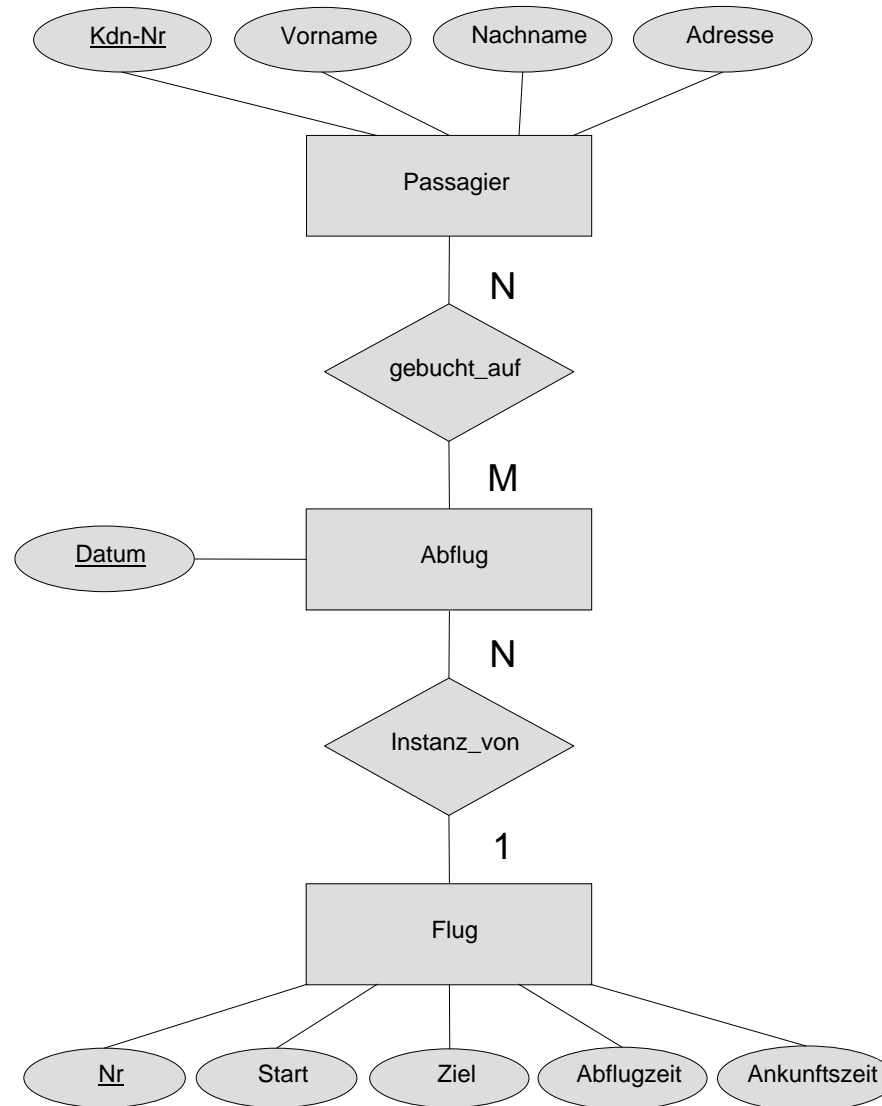 Kdn-Nr Vorname Nachname Adresse
Passagier
N
gebucht_auf
M
Datum Abflug
N
Instanz_von
1
Flug
Nr Start Ziel Abflugzeit Ankunftszeit